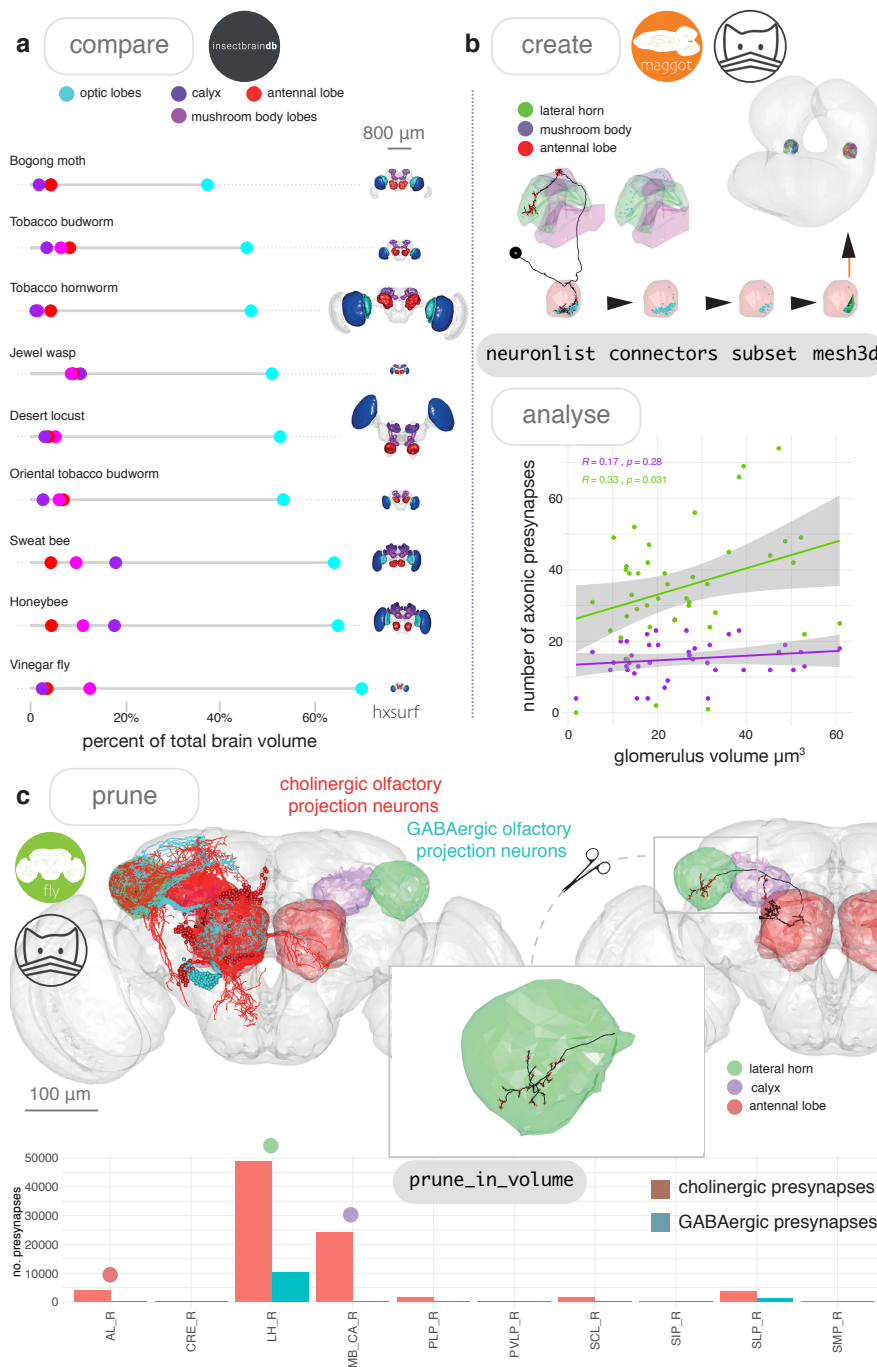 a
compare
insectbraindb
optic lobes
calyx
antennal lobe
mushroom body lobes
800 µm
Bogong moth
Tobacco budworm
Tobacco hornworm
Jewel wasp
Desert locust
Oriental tobacco budworm
Sweat bee
Honeybee
Vinegar fly
0
20%
40%
60%
hxsurf
percent of total brain volume
b
create
maggot
lateral horn
mushroom body
antennal lobe
neuronlist connectors subset mesh3d
analyse
R = 0.17 , p = 0.28
R = 0.33 , p = 0.031
number of axonic presynapses
60
40
20
0
0
20
40
60
glomerulus volume µm³
c
prune
cholinergic olfactory
projection neurons
GABAergic olfactory
projection neurons
fly
100 µm
lateral horn
calyx
antennal lobe
prune_in_volume
cholinergic presynapses
GABAergic presynapses
no. presynapses
50000
40000
30000
20000
10000
0
AL_R
CRE_R
LH_R
MB_CA_R
PLP_R
PVLP_R
SCL_R
SIP_R
SLP_R
SMP_R